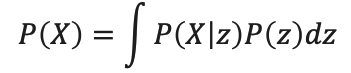 P(X) = ∫ P(X|z)P(z)dz